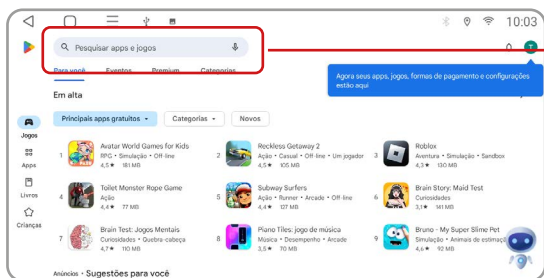 10:03
Pesquisar apps e jogos
T
Para você Eventos Premium Categorias
Agora seus apps, jogos, formas de pagamento e configurações
estão aqui
Em alta
Principais apps gratuitos Categorias Novos
Jogos
Apps
Livros
Crianças
1 Avatar World Games for Kids
RPG • Simulação • Off-line
4,5★ 181 MB
2 Reckless Getaway 2
Ação • Casual • Off-line • Um jogador
4,5★ 105 MB
3 Roblox
Aventura • Simulação • Sandbox
4,3★ 130 MB
4 Toilet Monster Rope Game
Ação
4,4★ 77 MB
5 Subway Surfers
Ação • Runner • Arcade • Off-line
4,4★ 127 MB
6 Brain Story: Maid Test
Curiosidades
3,1★ 141 MB
7 Brain Test: Jogos Mentais
Curiosidades • Quebra-cabeça
4,7★ 110 MB
8 Piano Tiles: jogo de música
Música • Desempenho • Arcade
3,5★ 70 MB
9 Bruno - My Super Slime Pet
Simulação • Animais de estimaç
4,6★ 92 MB
Anúncios • Sugestões para você